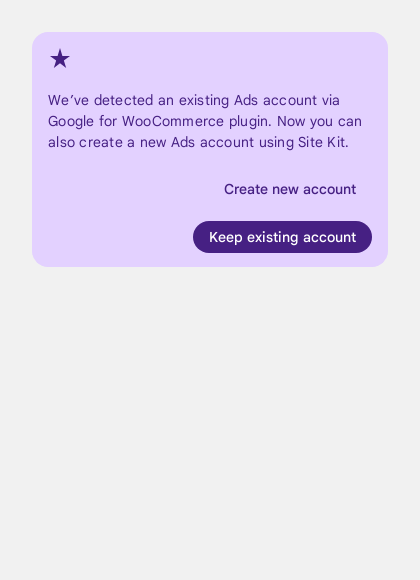 We’ve detected an existing Ads account via
Google for WooCommerce plugin. Now you can
also create a new Ads account using Site Kit.
Create new account
Keep existing account